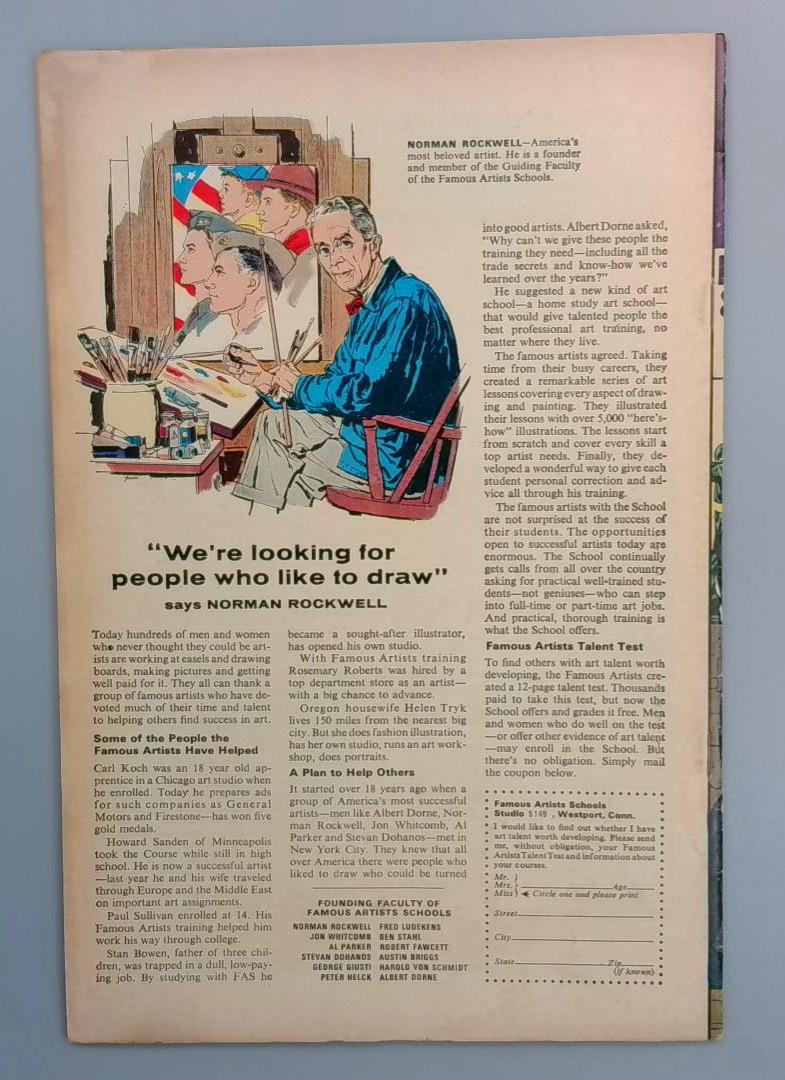 NORMAN ROCKWELL—America's
most beloved artist. He is a founder
and member of the Guiding Faculty
of the Famous Artists Schools.
"We're looking for
people who like to draw"
says NORMAN ROCKWELL
Today hundreds of men and women
who never thought they could be art-
ists are working at easels and drawing
boards, making pictures and getting
well paid for it. They all can thank a
group of famous artists who have de-
voted much of their time and talent
to helping others find success in art.
Some of the People the
Famous Artists Have Helped
Carl Koch was an 18 year old ap-
prentice in a Chicago art studio when
he enrolled. Today he prepares ads
for such companies as General
Motors and Firestone—has won five
gold medals.
Howard Sanden of Minneapolis
took the Course while still in high
school. He is now a successful artist
—last year he and his wife traveled
through Europe and the Middle East
on important art assignments.
Paul Sullivan enrolled at 14. His
Famous Artists training helped him
work his way through college.
Stan Bowen, father of three chil-
dren, was trapped in a dull, low-pay-
ing job. By studying with FAS he
became a sought-after illustrator,
has opened his own studio.
With Famous Artists training
Rosemary Roberts was hired by a
top department store as an artist—
with a big chance to advance.
Oregon housewife Helen Tryk
lives 150 miles from the nearest big
city. But she does fashion illustration,
has her own studio, runs an art work-
shop, does portraits.
A Plan to Help Others
It started over 18 years ago when a
group of America's most successful
artists—men like Albert Dorne, Nor-
man Rockwell, Jon Whitcomb, Al
Parker and Stevan Dohanos—met in
New York City. They knew that all
over America there were people who
liked to draw who could be turned
FOUNDING FACULTY OF
FAMOUS ARTISTS SCHOOLS
NORMAN ROCKWELL FRED LUDEKENS
JON WHITCOMB BEN STAHL
AL PARKER ROBERT FAWCETT
STEVAN DOHANOS AUSTIN BRIGGS
GEORGE GIUSTI HAROLD VON SCHMIDT
PETER HELCK ALBERT DORNE
into good artists. Albert Dorne asked,
"Why can't we give these people the
training they need—including all the
trade secrets and know-how we've
learned over the years?"
He suggested a new kind of art
school—a home study art school—
that would give talented people the
best professional art training, no
matter where they live.
The famous artists agreed. Taking
time from their busy careers, they
created a remarkable series of art
lessons covering every aspect of draw-
ing and painting. They illustrated
their lessons with over 5,000 "here's-
how" illustrations. The lessons start
from scratch and cover every skill a
top artist needs. Finally, they de-
veloped a wonderful way to give each
student personal correction and ad-
vice all through his training.
The famous artists with the School
are not surprised at the success of
their students. The opportunities
open to successful artists today are
enormous. The School continually
gets calls from all over the country
asking for practical well-trained stu-
dents—not geniuses—who can step
into full-time or part-time art jobs.
And practical, thorough training is
what the School offers.
Famous Artists Talent Test
To find others with art talent worth
developing, the Famous Artists cre-
ated a 12-page talent test. Thousands
paid to take this test, but now the
School offers and grades it free. Men
and women who do well on the test
—or offer other evidence of art talent
—may enroll in the School. But
there's no obligation. Simply mail
the coupon below.
Famous Artists Schools
Studio 5149 , Westport, Conn.
I would like to find out whether I have
art talent worth developing. Please send
me, without obligation, your Famous
Artists Talent Test and information about
your courses.
Mr.
Mrs. Age
Miss Circle one and please print
Street
City
State Zip
(if known)